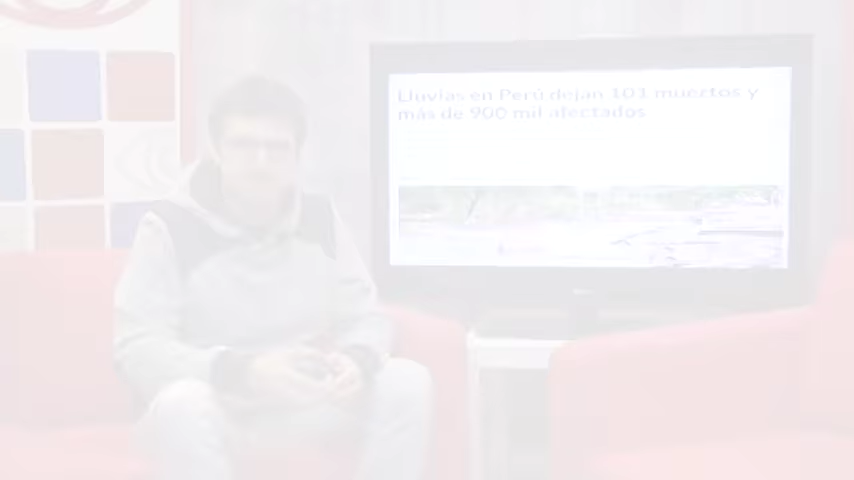 Lluvias en Perú dejan 101 muertos y
más de 900 mil afectados